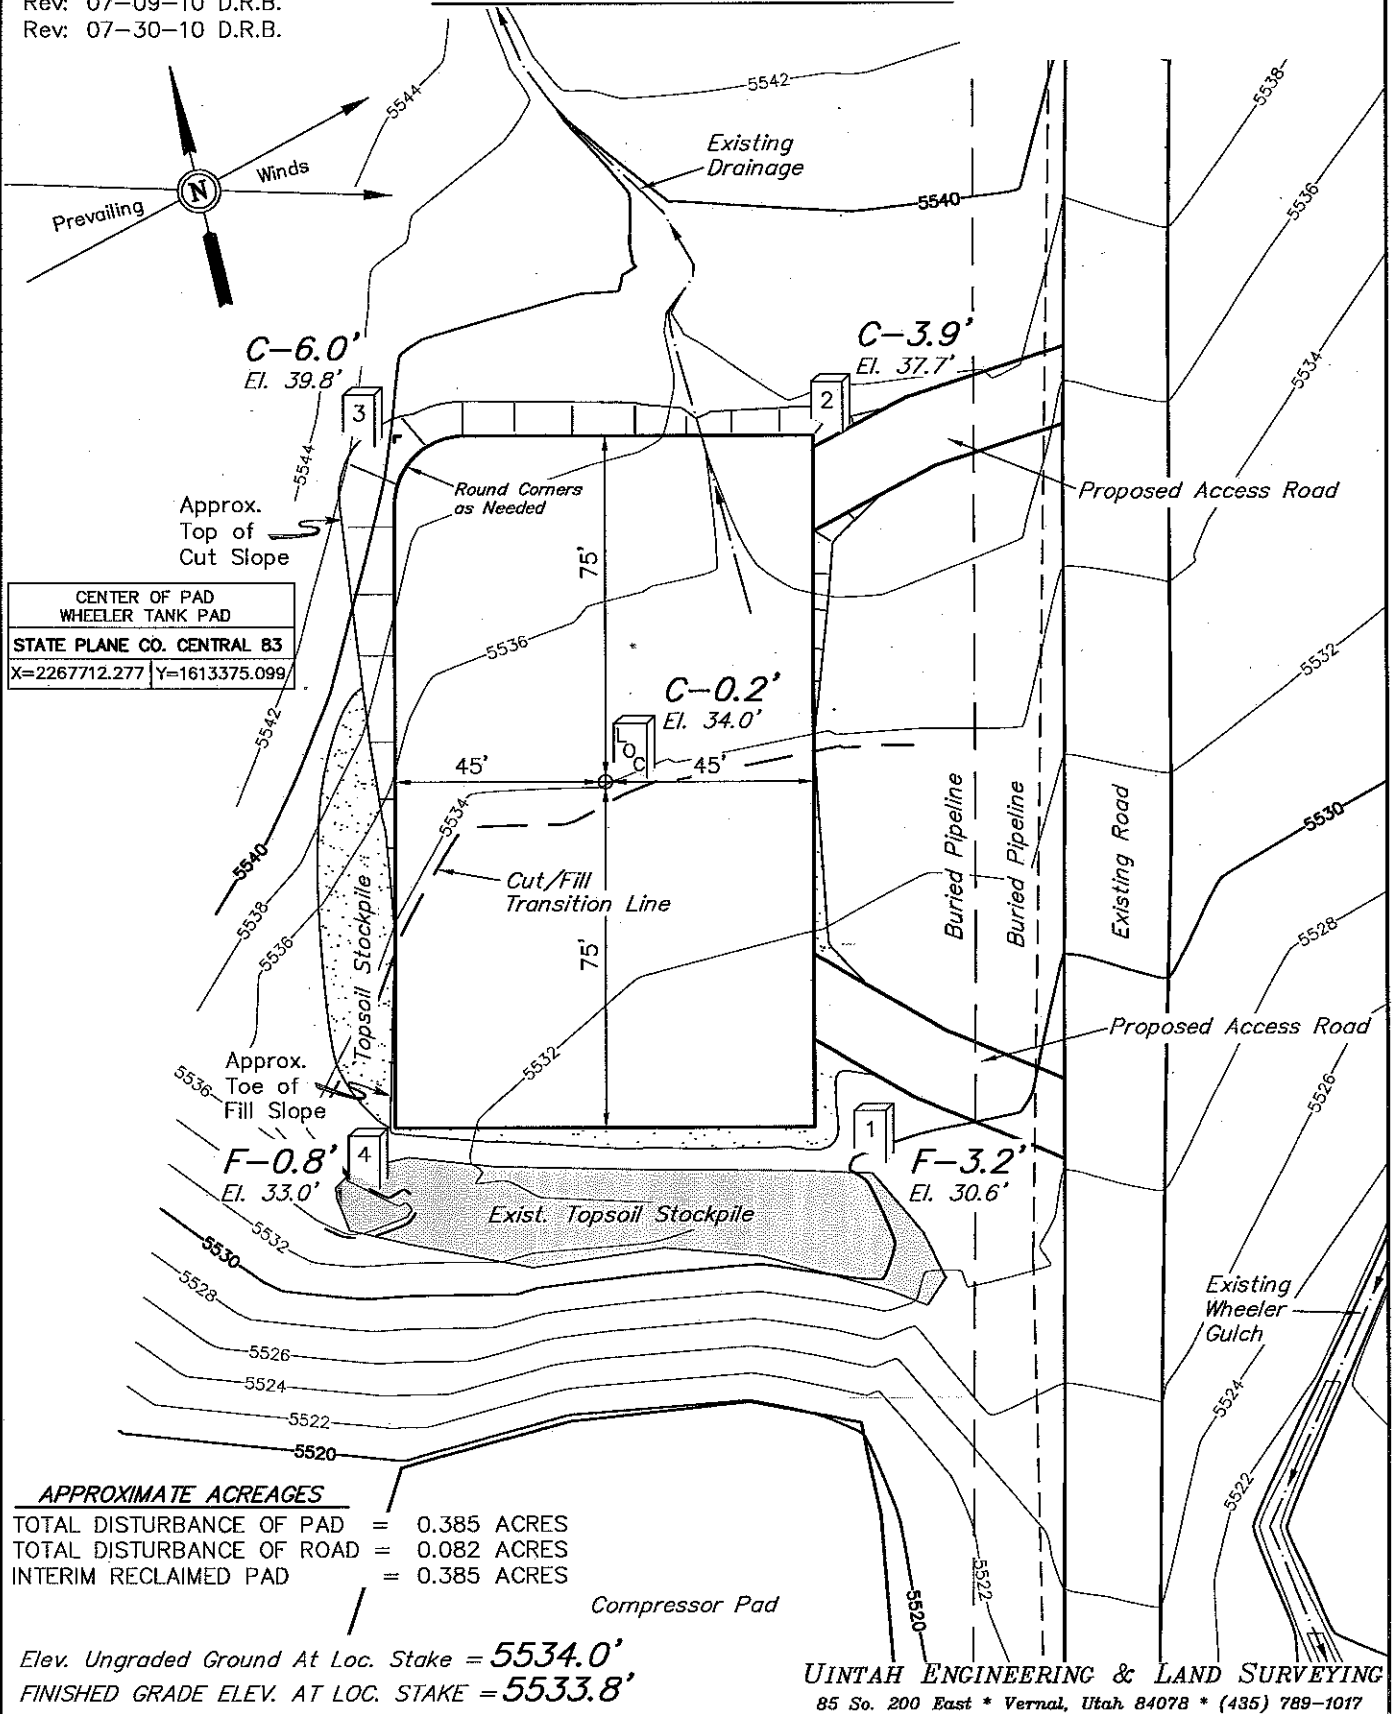 Rev: 07-09-10 D.R.B.
Rev: 07-30-10 D.R.B.
5544
5542
5538
Existing
Drainage
Winds
N
Prevailing
5540
5536
C-6.0'
El. 39.8'
C-3.9'
El. 37.7'
5534
3
2
5544
Round Corners
as Needed
Proposed Access Road
Approx.
Top of
Cut Slope
75'
CENTER OF PAD
WHEELER TANK PAD
STATE PLANE CO. CENTRAL 83
X=2267712.277 Y=1613375.099
5536
5532
C-0.2'
El. 34.0'
5542
LOC
45'
45'
5534
5530
Buried Pipeline
Buried Pipeline
Existing Road
5540
Cut/Fill
Transition Line
5538
5536
Topsoil Stockpile
75'
5528
Proposed Access Road
5532
Approx.
Toe of
Fill Slope
5536
5526
4
1
F-0.8'
El. 33.0'
F-3.2'
El. 30.6'
Exist. Topsoil Stockpile
5532
5530
5528
Existing
Wheeler
Gulch
5526
5524
5522
5520
5524
5522
5522
5520
APPROXIMATE ACREAGES
TOTAL DISTURBANCE OF PAD = 0.385 ACRES
TOTAL DISTURBANCE OF ROAD = 0.082 ACRES
INTERIM RECLAIMED PAD = 0.385 ACRES
Compressor Pad
Elev. Ungraded Ground At Loc. Stake = 5534.0'
FINISHED GRADE ELEV. AT LOC. STAKE = 5533.8'
UINTAH ENGINEERING & LAND SURVEYING
85 So. 200 East * Vernal, Utah 84078 * (435) 789-1017